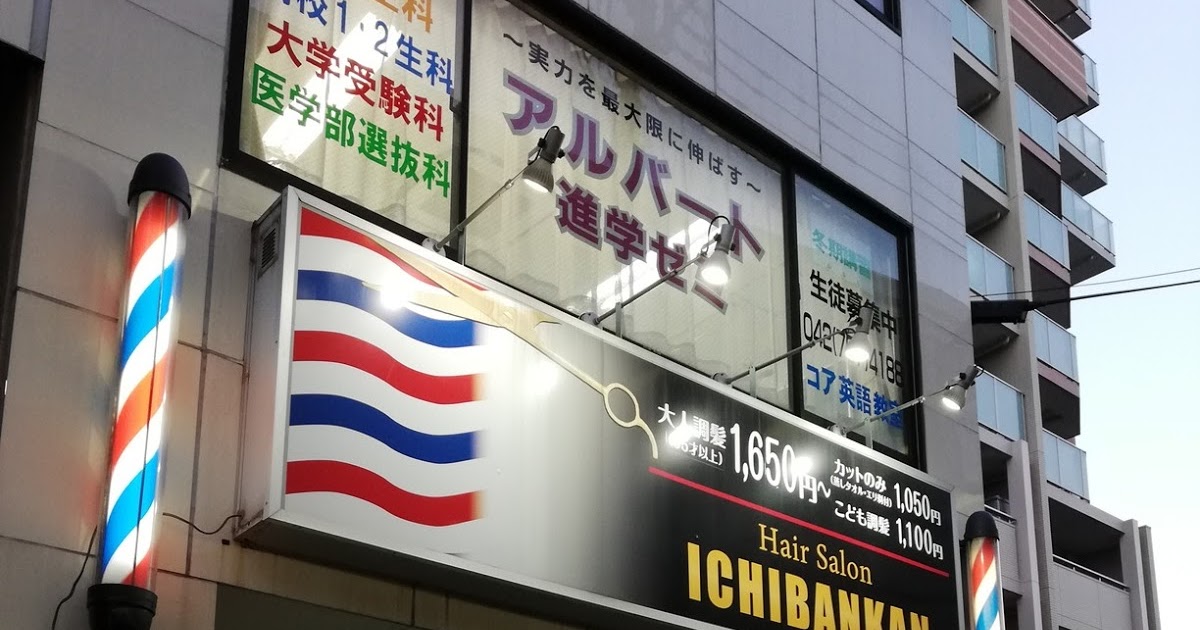 生科
校1、2生科
大学受験科
医学部選抜科
～実力を最大限に伸ばす～
アルバート
進学ゼミ
冬期講習
生徒募集中
コア英語教室
大人調髪
1,650円～
カットのみ
1,050円
こども調髪
1,100円
Hair Salon
ICHIBANKAN